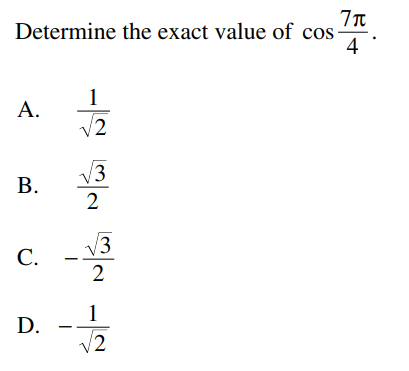 Determine the exact value of cos 7π/4.
A. 1/√2
B. √3/2
C. −√3/2
D. −1/√2